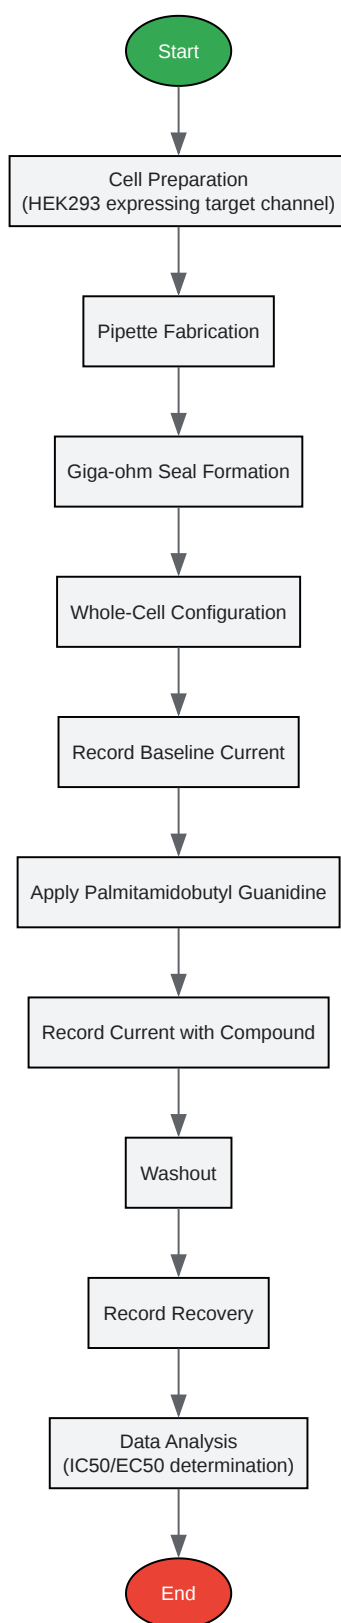 Start
Cell Preparation
(HEK293 expressing target channel)
Pipette Fabrication
Giga-ohm Seal Formation
Whole-Cell Configuration
Record Baseline Current
Apply Palmitamidobutyl Guanidine
Record Current with Compound
Washout
Record Recovery
Data Analysis
(IC50/EC50 determination)
End